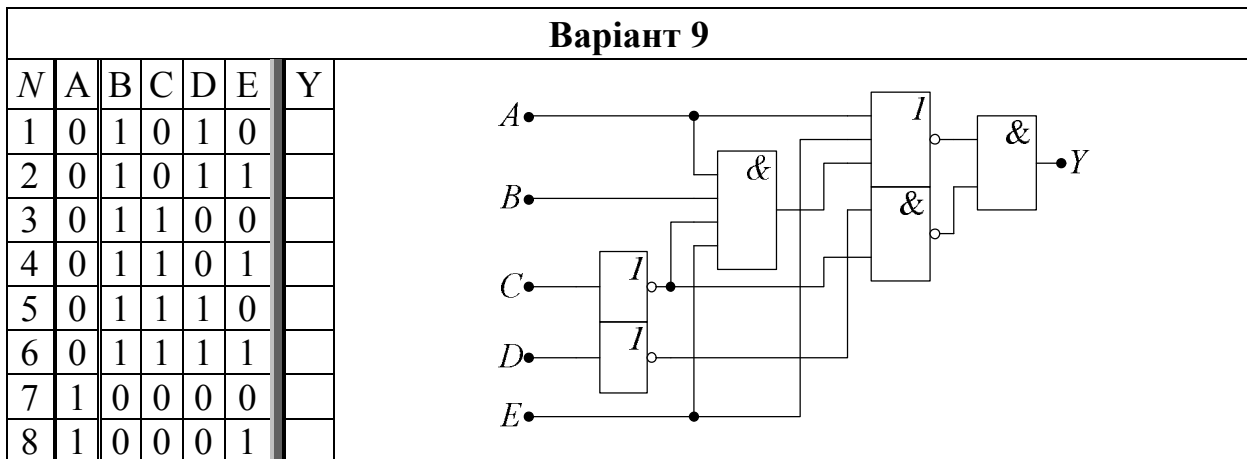 Варіант 9
N A B C D E Y
1 0 1 0 1 0
2 0 1 0 1 1
3 0 1 1 0 0
4 0 1 1 0 1
5 0 1 1 1 0
6 0 1 1 1 1
7 1 0 0 0 0
8 1 0 0 0 1
A 1 &
& Y
B &
C 1
D 1
E